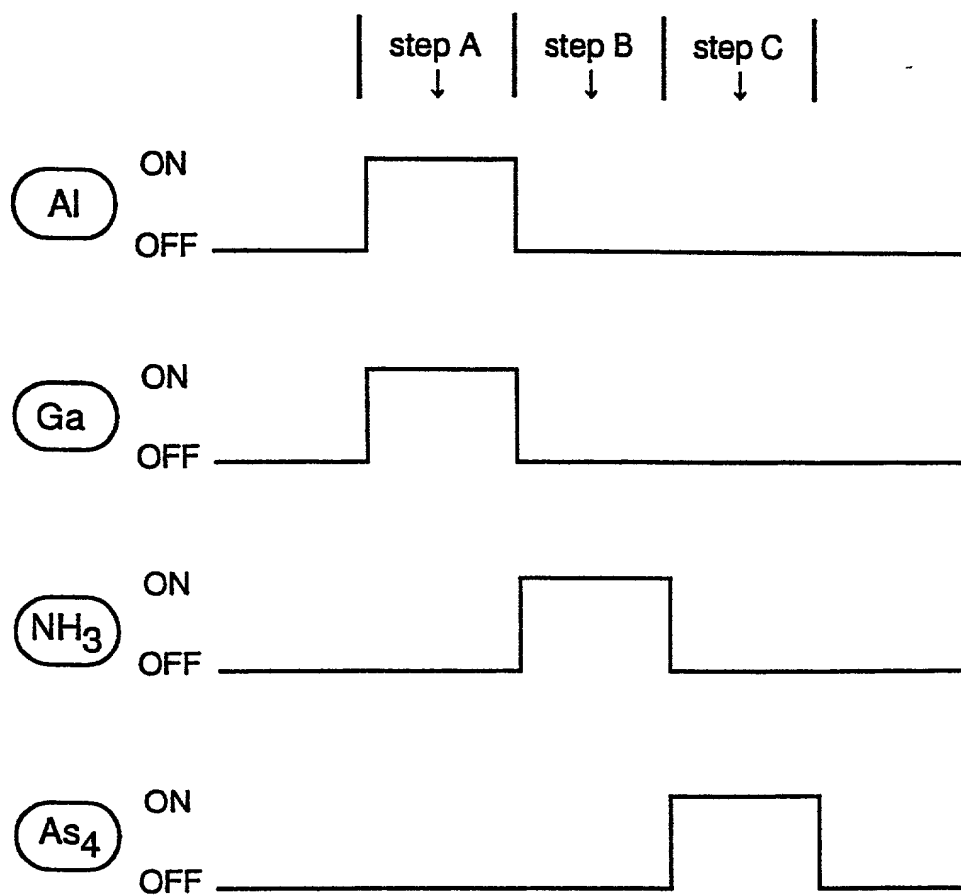 step A step B step C
ON
Al
OFF
ON
Ga
OFF
ON
NH₃
OFF
ON
As₄
OFF